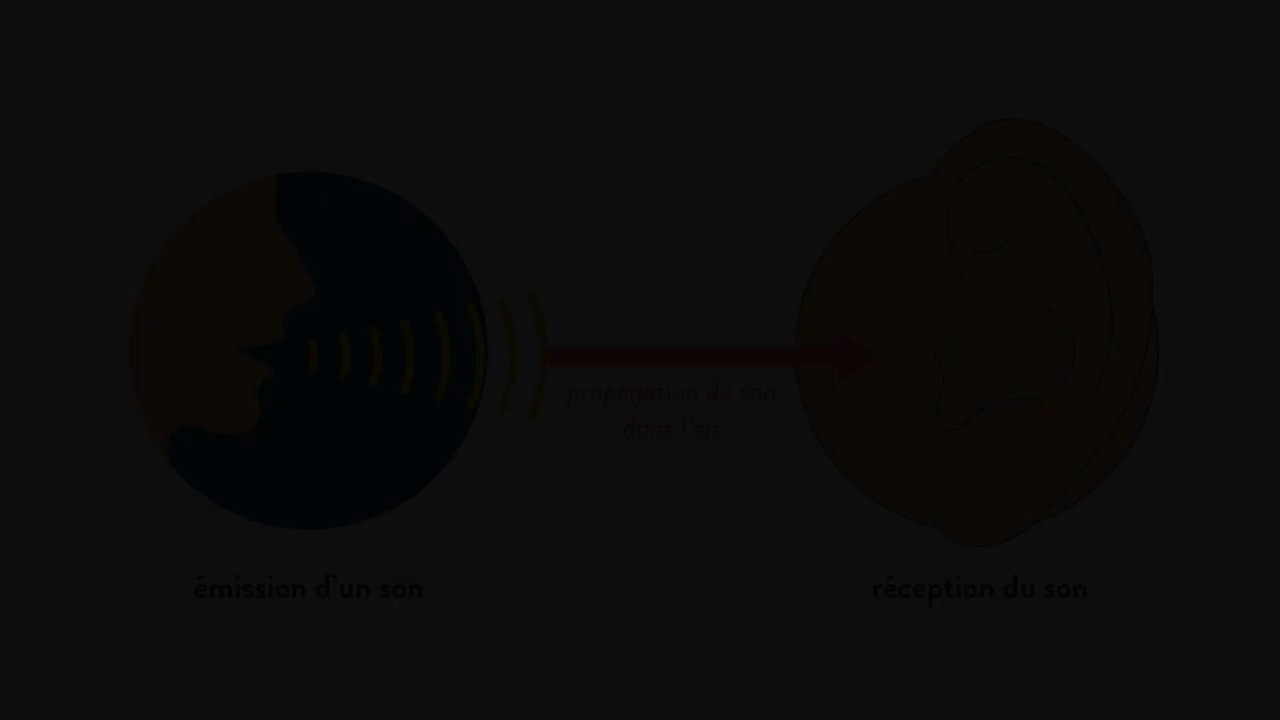 propagation du son
dans l'air
émission d'un son
réception du son